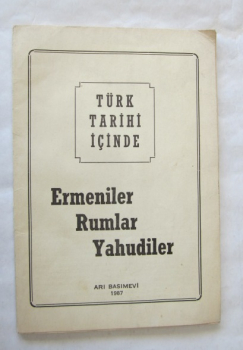 TÜRK
TARİHİ
İÇİNDE
Ermeniler
Rumlar
Yahudiler
ARI BASIMEVİ
1987